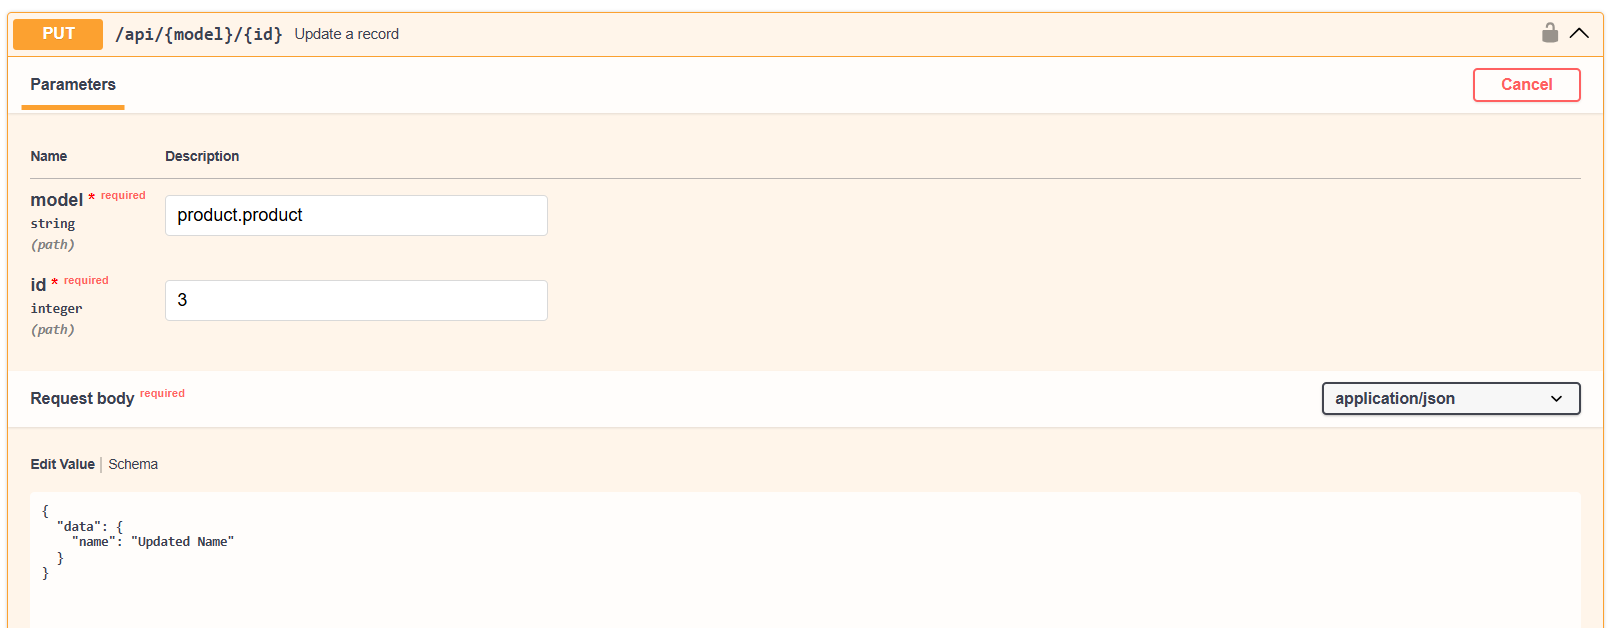 PUT /api/{model}/{id} Update a record
Parameters
Cancel
Name Description
model * required
string
(path)
product.product
id * required
integer
(path)
3
Request body required
application/json
Edit Value | Schema
{
  "data": {
    "name": "Updated Name"
  }
}